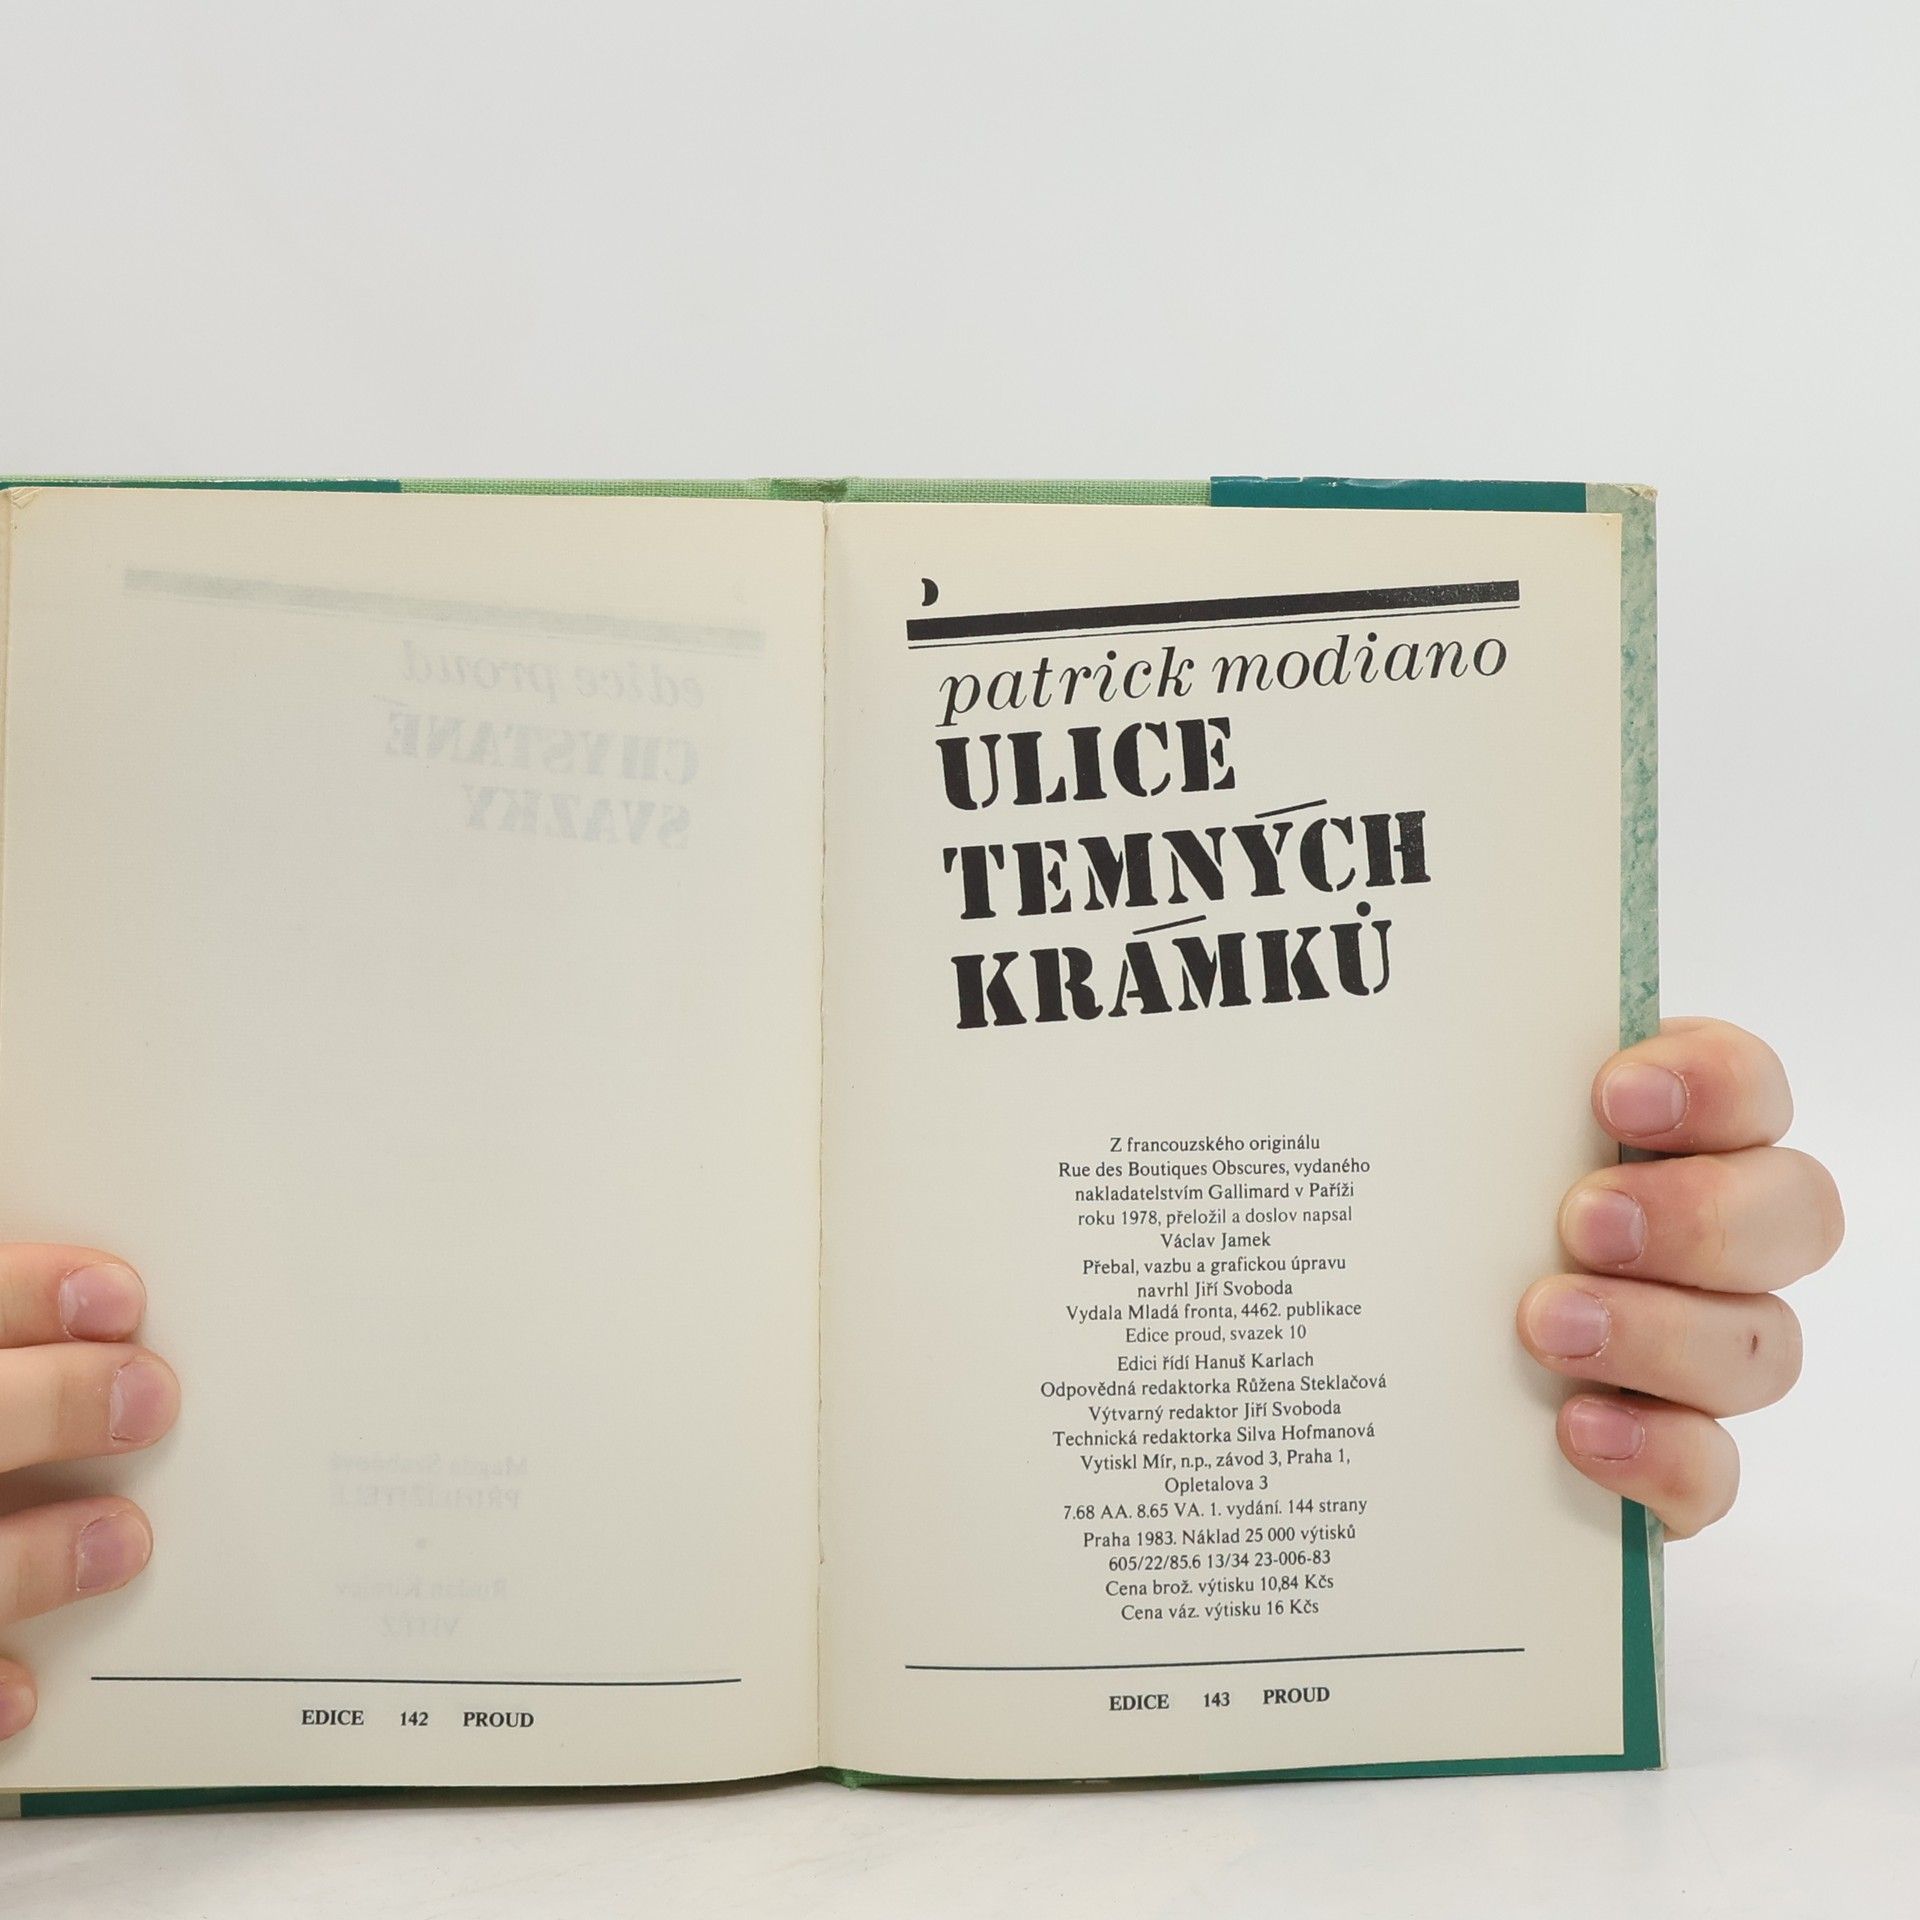 edice proud
CHYSTANÉ
SVAZKY
EDICE 142 PROUD
patrick modiano
ULICE
TEMNÝCH
KRÁMKŮ
Z francouzského originálu
Rue des Boutiques Obscures, vydaného
nakladatelstvím Gallimard v Paříži
roku 1978, přeložil a doslov napsal
Václav Jamek
Přebal, vazbu a grafickou úpravu
navrhl Jiří Svoboda
Vydala Mladá fronta, 4462. publikace
Edice proud, svazek 10
Edici řídí Hanuš Karlach
Odpovědná redaktorka Růžena Steklačová
Výtvarný redaktor Jiří Svoboda
Technická redaktorka Silva Hofmanová
Vytiskl Mír, n.p., závod 3, Praha 1,
Opletalova 3
7.68 AA. 8.65 VA. 1. vydání. 144 strany
Praha 1983. Náklad 25 000 výtisků
605/22/85.6 13/34 23-006-83
Cena brož. výtisku 10,84 Kčs
Cena váz. výtisku 16 Kčs
EDICE 143 PROUD